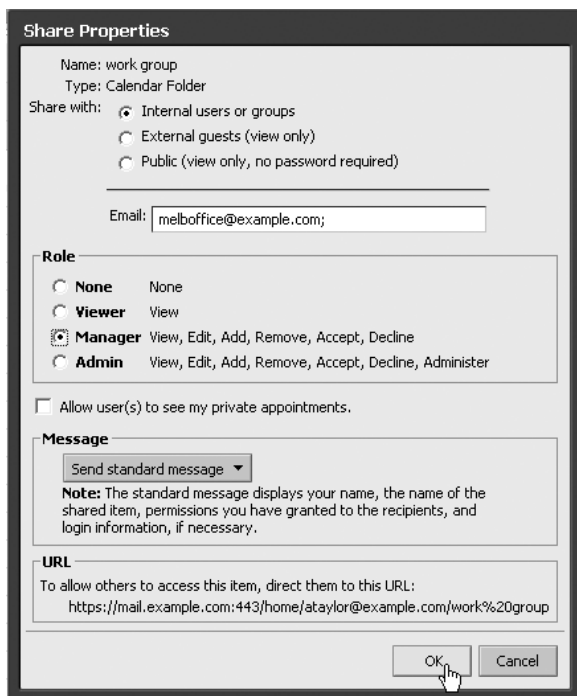 Share Properties
Name: work group
Type: Calendar Folder
Share with: Internal users or groups
External guests (view only)
Public (view only, no password required)
Email: melboffice@example.com;
Role
None None
Viewer View
Manager View, Edit, Add, Remove, Accept, Decline
Admin View, Edit, Add, Remove, Accept, Decline, Administer
Allow user(s) to see my private appointments.
Message
Send standard message
Note: The standard message displays your name, the name of the
shared item, permissions you have granted to the recipients, and
login information, if necessary.
URL
To allow others to access this item, direct them to this URL:
https://mail.example.com:443/home/ataylor@example.com/work%20group
OK Cancel